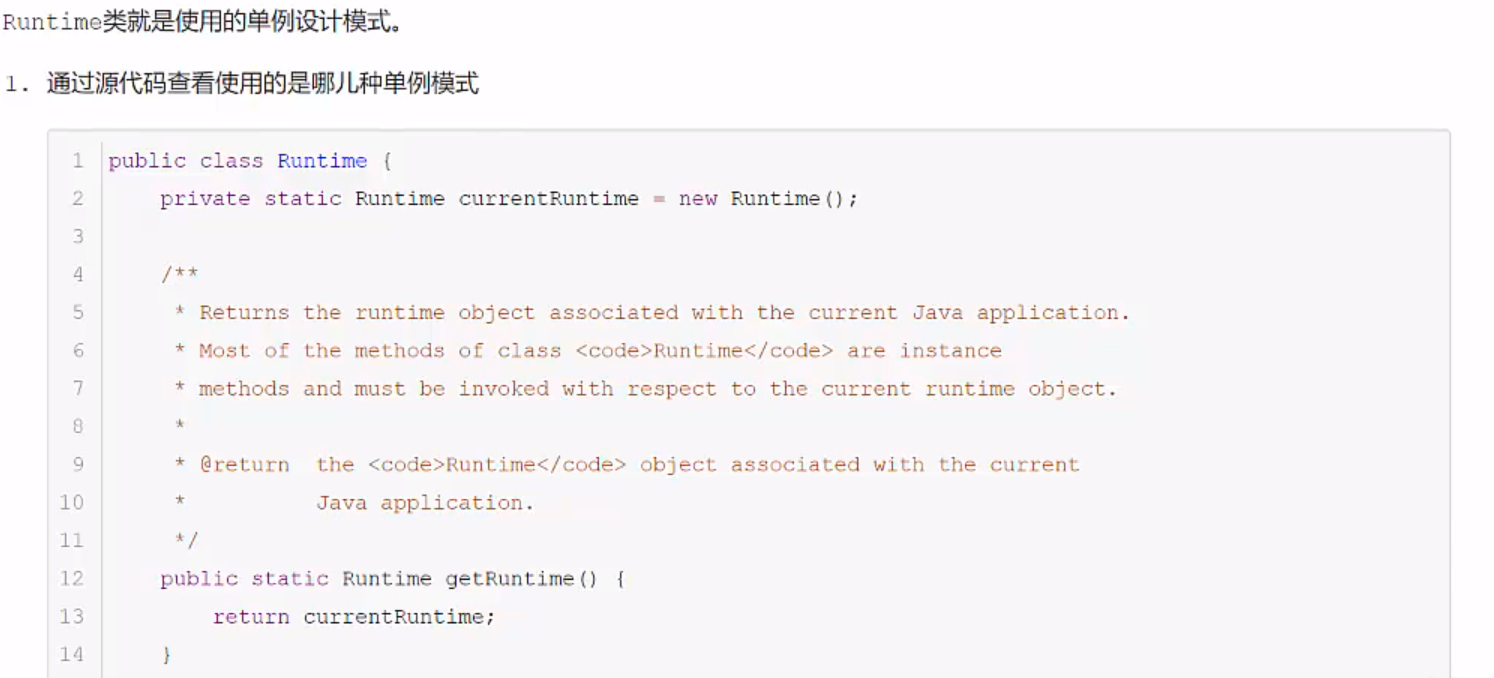 Runtime类就是使用的单例设计模式。
1. 通过源代码查看使用的是哪儿种单例模式
1 public class Runtime {
2     private static Runtime currentRuntime = new Runtime();
3
4     /**
5      * Returns the runtime object associated with the current Java application.
6      * Most of the methods of class <code>Runtime</code> are instance
7      * methods and must be invoked with respect to the current runtime object.
8      *
9      * @return  the <code>Runtime</code> object associated with the current
10      *          Java application.
11      */
12     public static Runtime getRuntime() {
13         return currentRuntime;
14     }